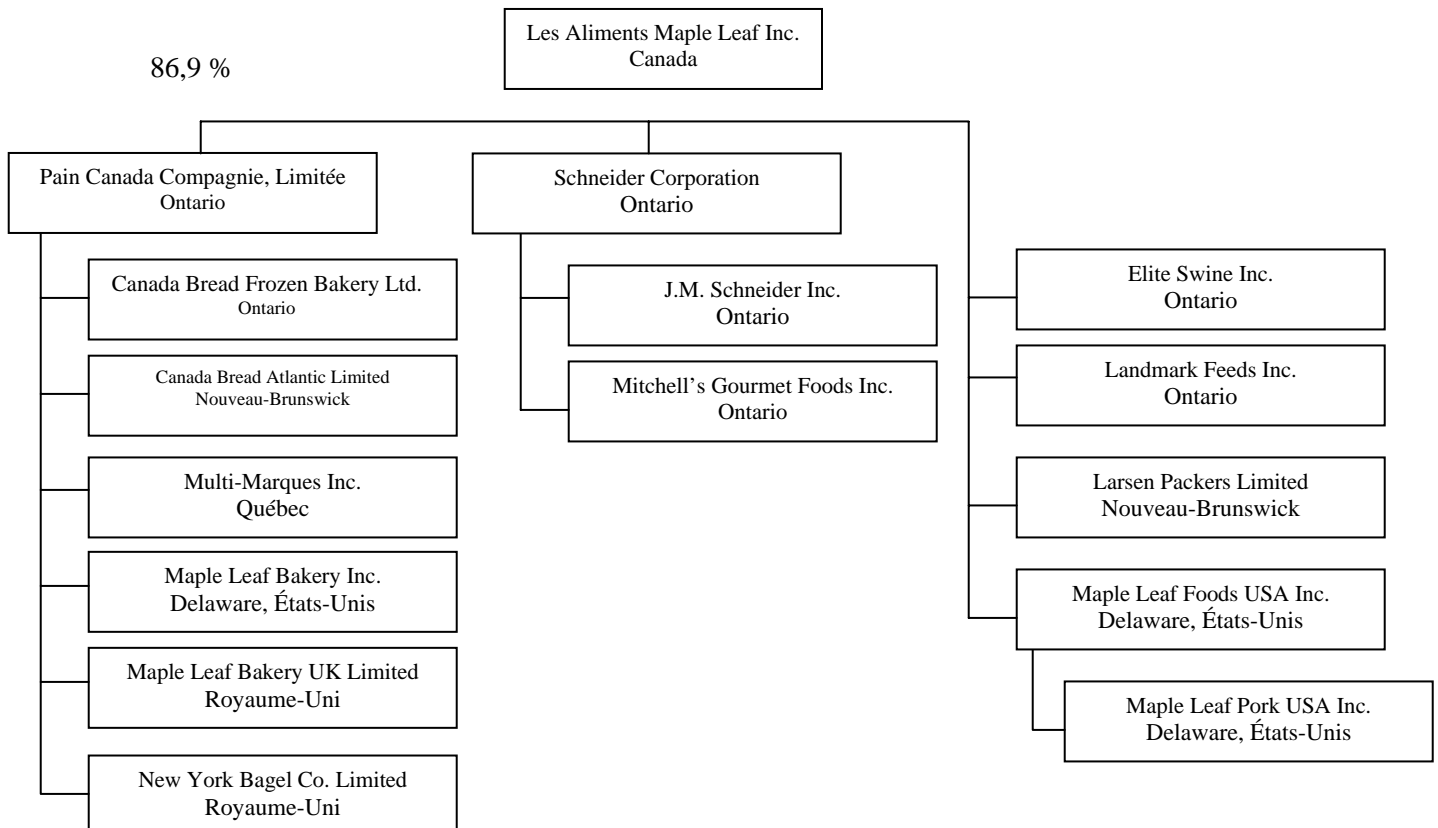 Les Aliments Maple Leaf Inc.
Canada
86,9 %
Pain Canada Compagnie, Limitée
Ontario
Canada Bread Frozen Bakery Ltd.
Ontario
Canada Bread Atlantic Limited
Nouveau-Brunswick
Multi-Marques Inc.
Québec
Maple Leaf Bakery Inc.
Delaware, États-Unis
Maple Leaf Bakery UK Limited
Royaume-Uni
New York Bagel Co. Limited
Royaume-Uni
Schneider Corporation
Ontario
J.M. Schneider Inc.
Ontario
Mitchell’s Gourmet Foods Inc.
Ontario
Elite Swine Inc.
Ontario
Landmark Feeds Inc.
Ontario
Larsen Packers Limited
Nouveau-Brunswick
Maple Leaf Foods USA Inc.
Delaware, États-Unis
Maple Leaf Pork USA Inc.
Delaware, États-Unis